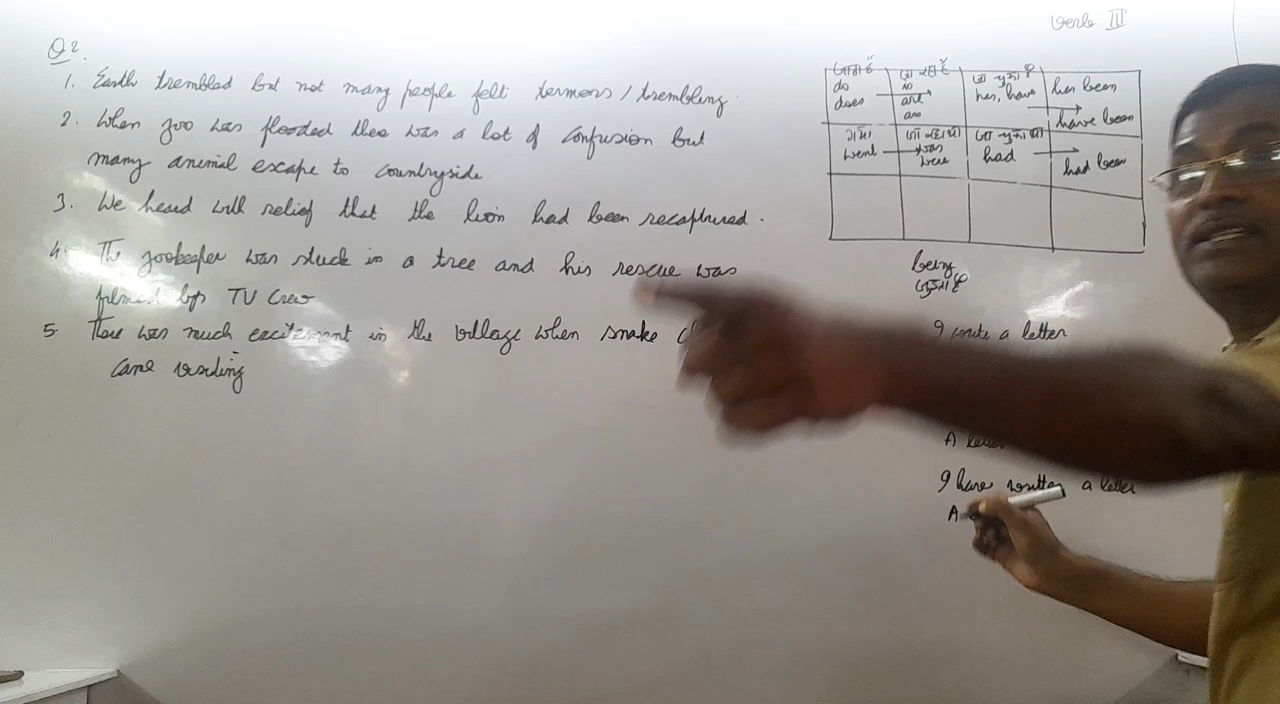 Verb III
Q2.
1. Earth trembled but not many people felt termors / trembling.
2. When zoo was flooded thee was a lot of confusion but
many animal escape to countryside
3. We heard with relief that the lion had been recaptured.
4. The zookeeper was stuck in a tree and his rescue was
filmed by TV Crew
5 There was much excitement in the village when snake
came
do
does
is
are
am
has, have
has been
have been
went
was
were
had
had been
being
I write a letter
A
I have written a letter
A